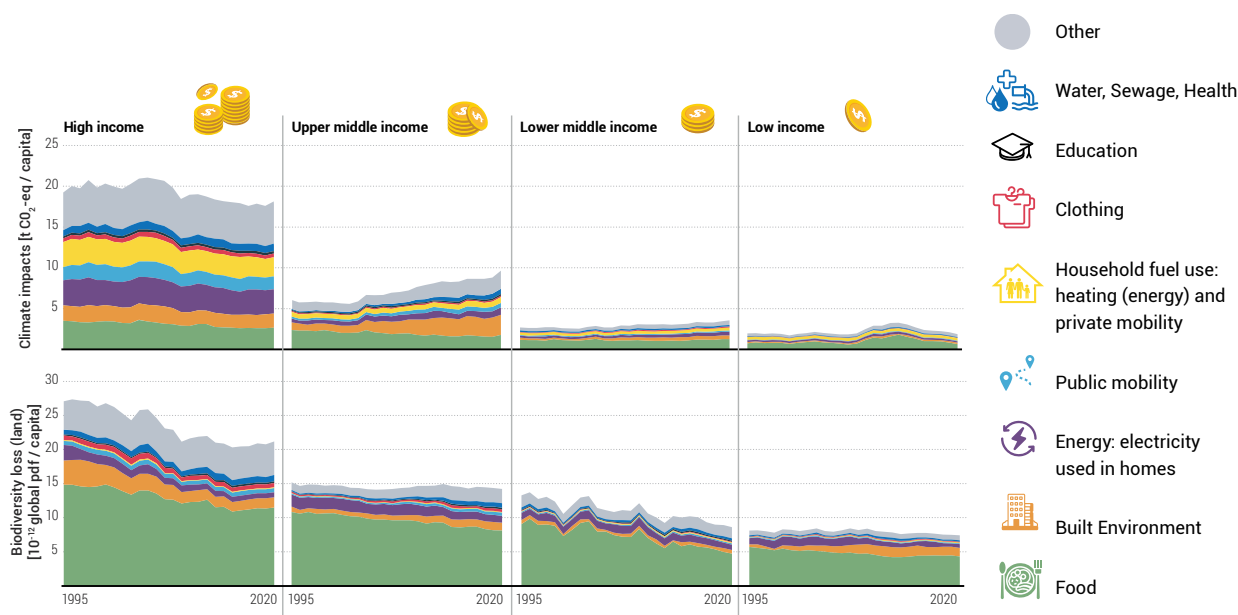 High income
Upper middle income
Lower middle income
Low income
Climate impacts [t CO₂-eq / capita]
25
20
15
10
5
Biodiversity loss (land)
[10⁻¹² global pdf / capita]
30
25
20
15
10
5
1995
2020
1995
2020
1995
2020
1995
2020
Other
Water, Sewage, Health
Education
Clothing
Household fuel use:
heating (energy) and
private mobility
Public mobility
Energy: electricity
used in homes
Built Environment
Food